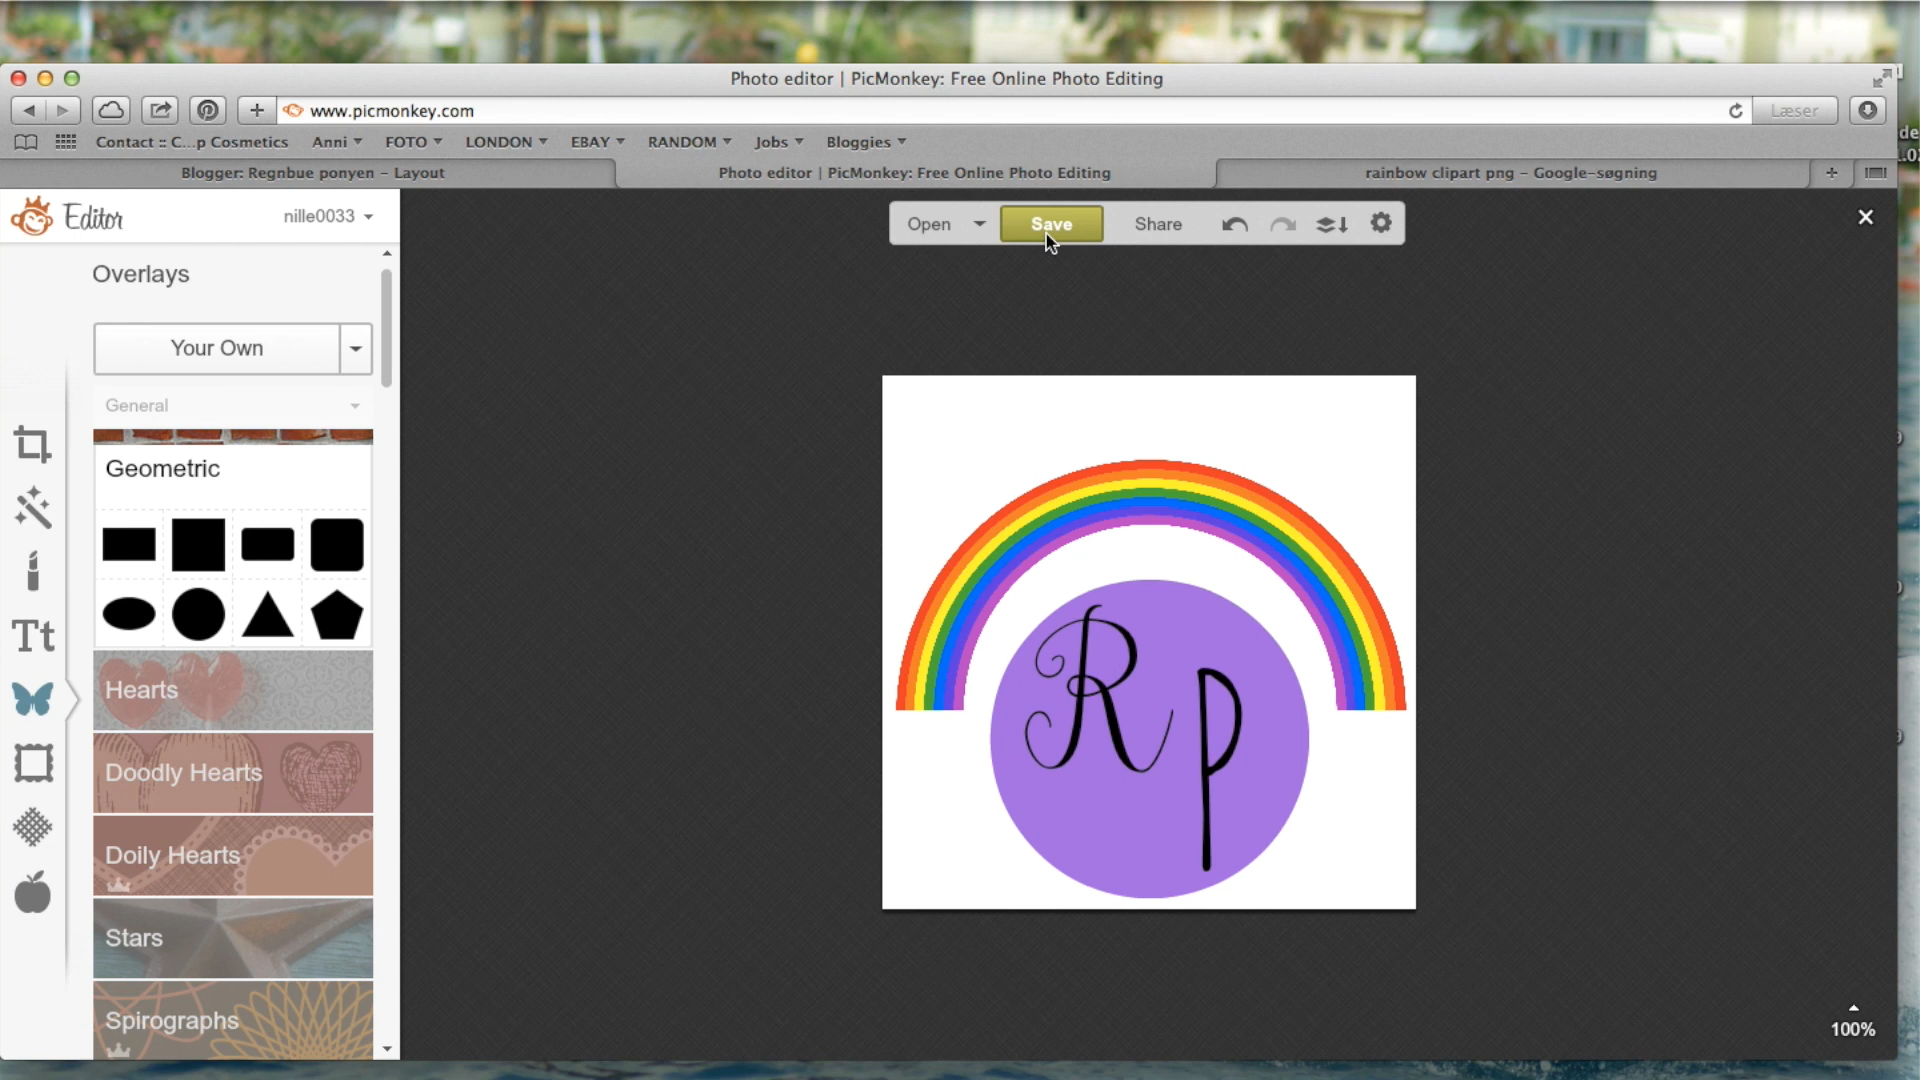 Photo editor | PicMonkey: Free Online Photo Editing
www.picmonkey.com
Læser
Contact :: C...p Cosmetics Anni FOTO LONDON EBAY RANDOM Jobs Bloggies
Blogger: Regnbue ponyen – Layout
Photo editor | PicMonkey: Free Online Photo Editing
rainbow clipart png – Google-søgning
Editor
nille0033
Open
Save
Share
Overlays
Your Own
General
Geometric
Tt
Hearts
Doodly Hearts
Doily Hearts
Stars
Spirographs
R p
100%